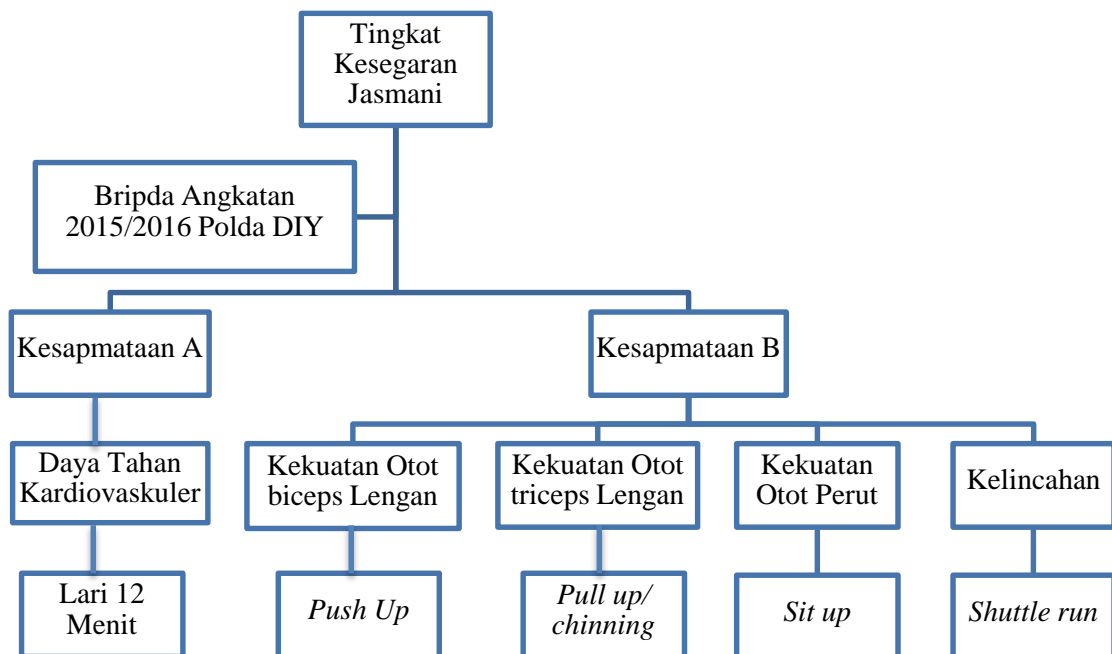 Tingkat
Kesegaran
Jasmani
Bripda Angkatan
2015/2016 Polda DIY
Kesapmataan A
Kesapmataan B
Daya Tahan
Kardiovaskuler
Kekuatan Otot
biceps Lengan
Kekuatan Otot
triceps Lengan
Kekuatan
Otot Perut
Kelincahan
Lari 12
Menit
Push Up
Pull up/
chinning
Sit up
Shuttle run